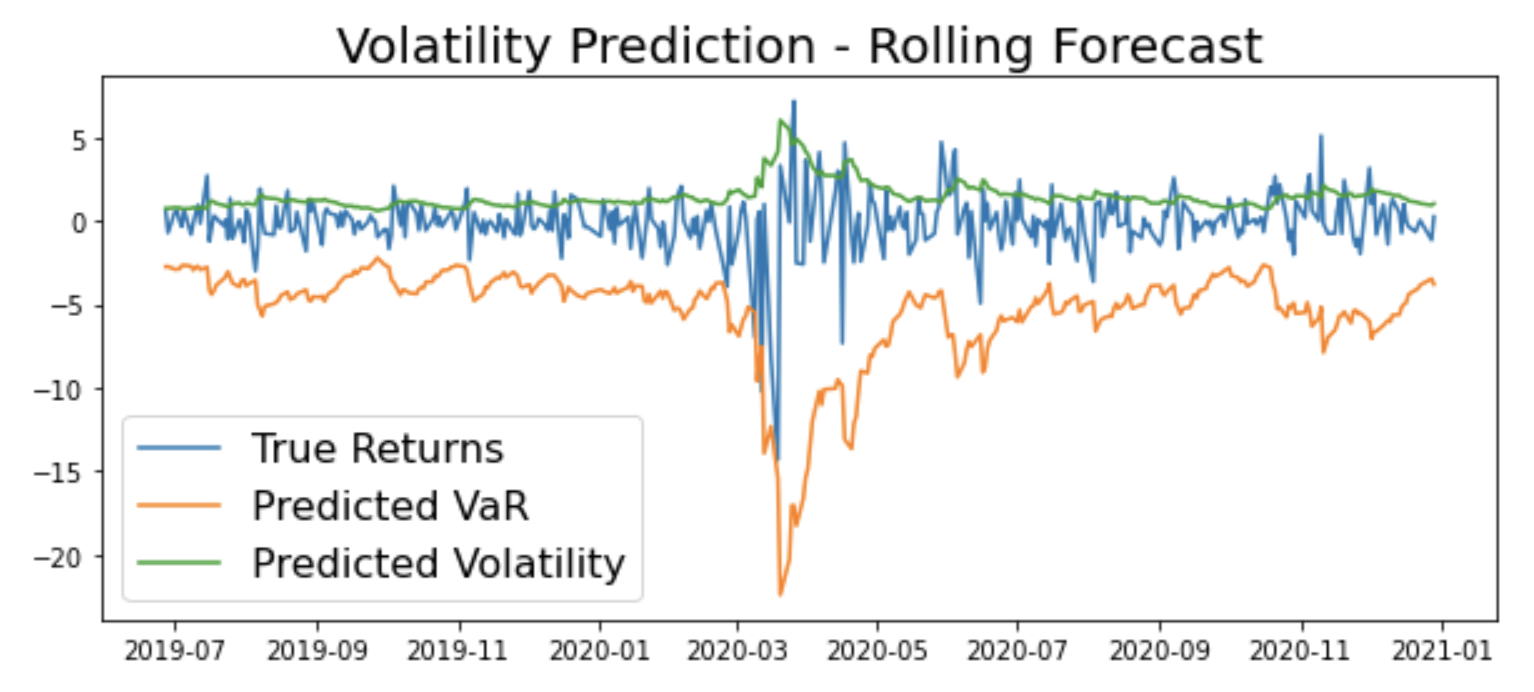 Volatility Prediction - Rolling Forecast
5
0
−5
−10
−15
−20
True Returns
Predicted VaR
Predicted Volatility
2019-07 2019-09 2019-11 2020-01 2020-03 2020-05 2020-07 2020-09 2020-11 2021-01